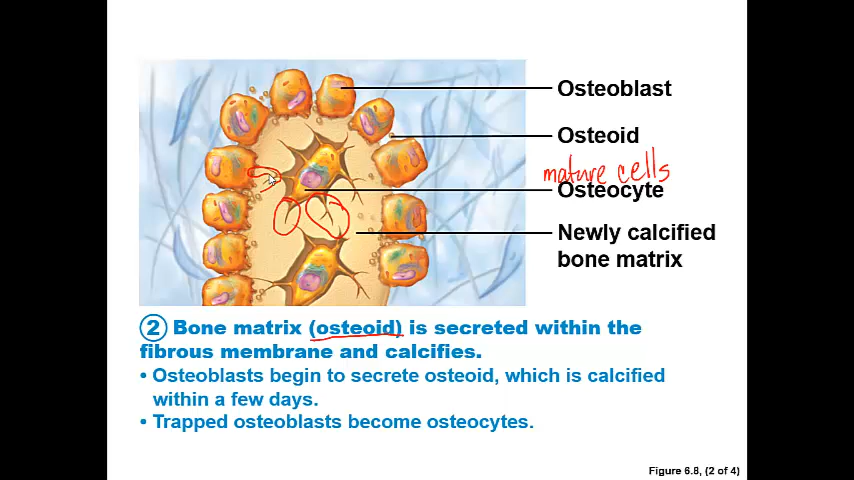 Osteoblast
Osteoid
mature cells
Osteocyte
Newly calcified
bone matrix
2 Bone matrix (osteoid) is secreted within the
fibrous membrane and calcifies.
• Osteoblasts begin to secrete osteoid, which is calcified
within a few days.
• Trapped osteoblasts become osteocytes.
Figure 6.8, (2 of 4)